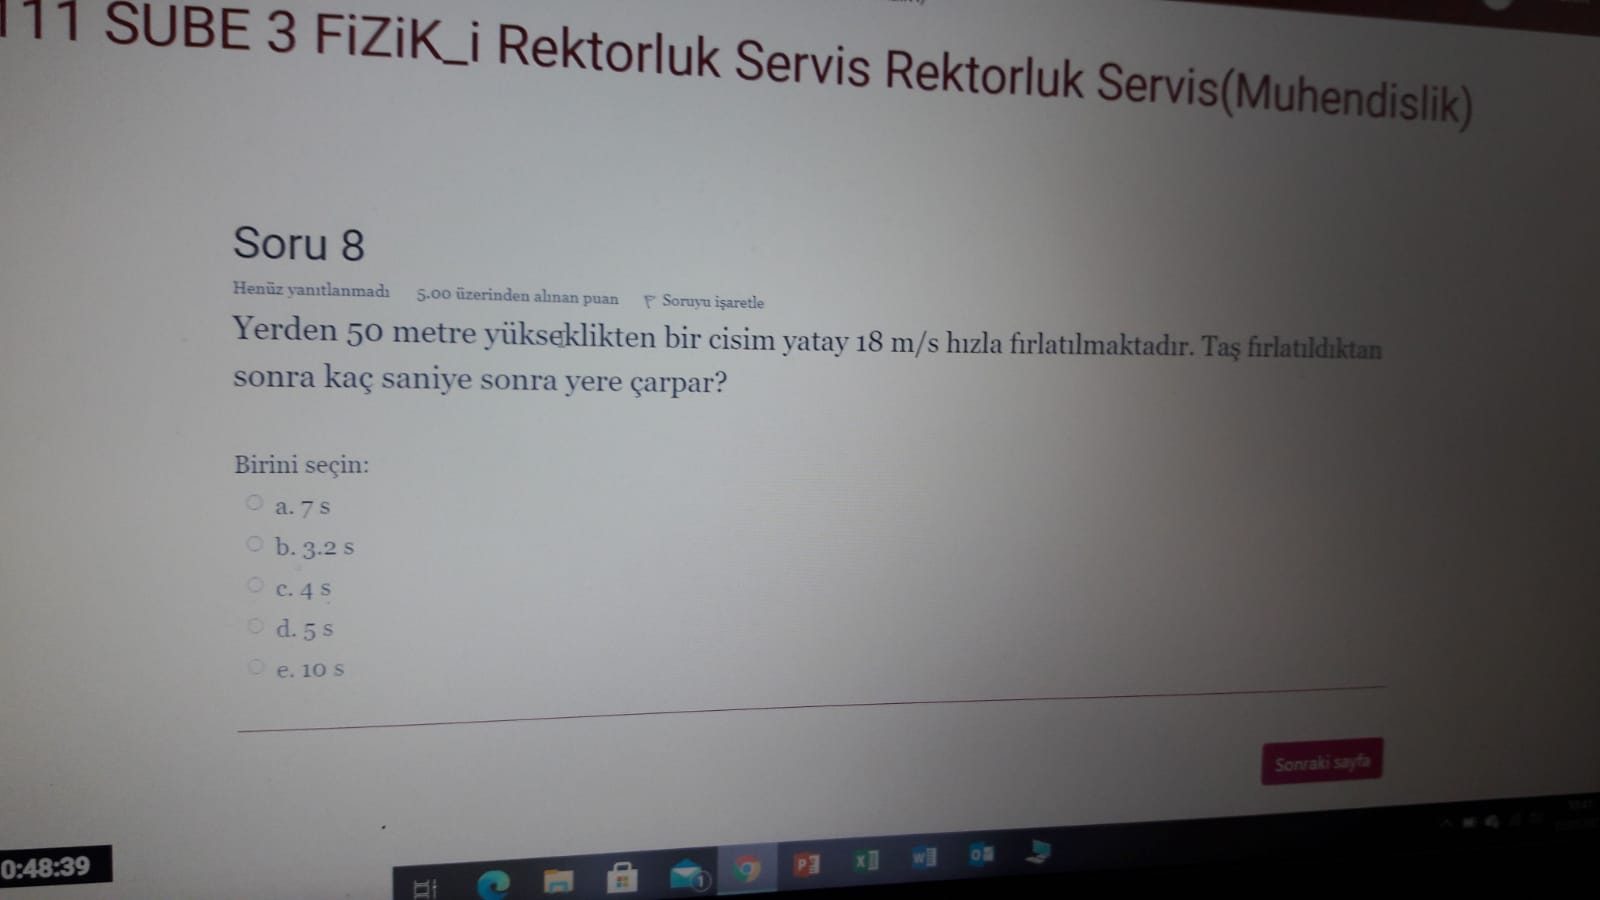 111 SUBE 3 FiZiK_i Rektorluk Servis Rektorluk Servis(Muhendislik)
Soru 8
Henüz yanıtlanmadı 5.00 üzerinden alınan puan Soruyu işaretle
Yerden 50 metre yükseklikten bir cisim yatay 18 m/s hızla fırlatılmaktadır. Taş fırlatıldıktan
sonra kaç saniye sonra yere çarpar?
Birini seçin:
a. 7 s
b. 3.2 s
c. 4 s
d. 5 s
e. 10 s
Sonraki sayfa
0:48:39
1